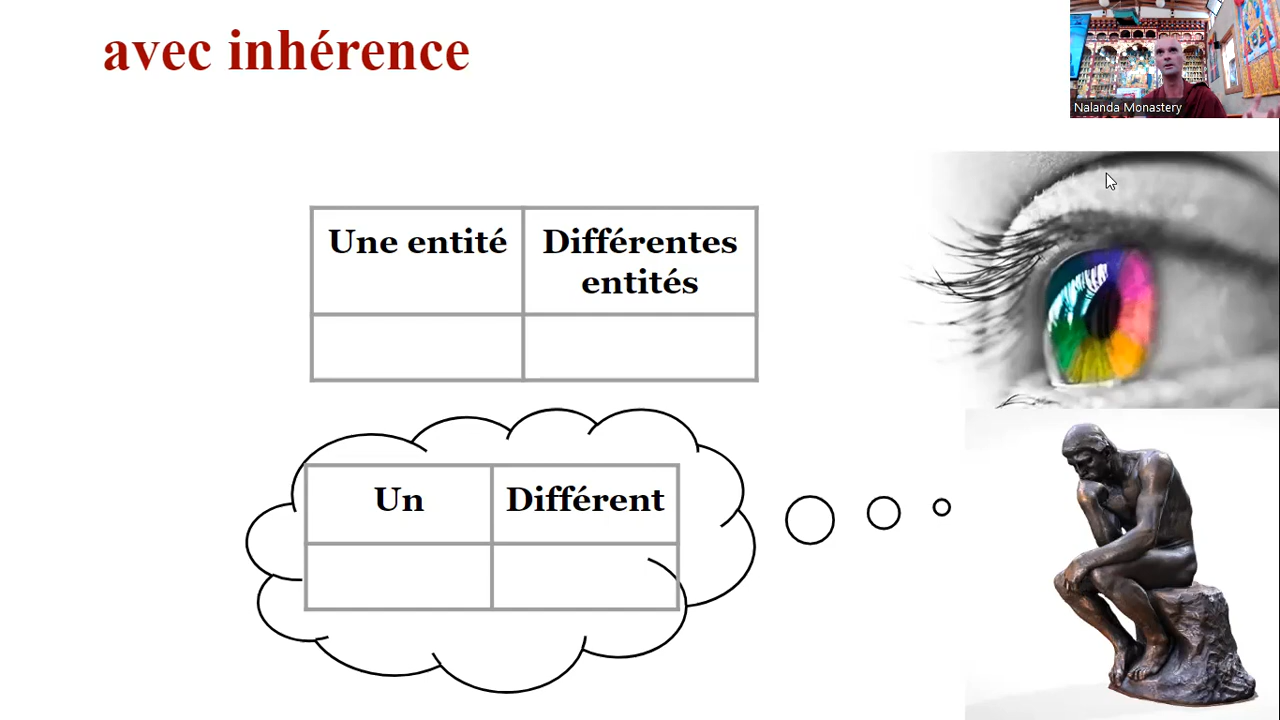 avec inhérence
Nalanda Monastery
Une entité
Différentes
entités
Un
Différent